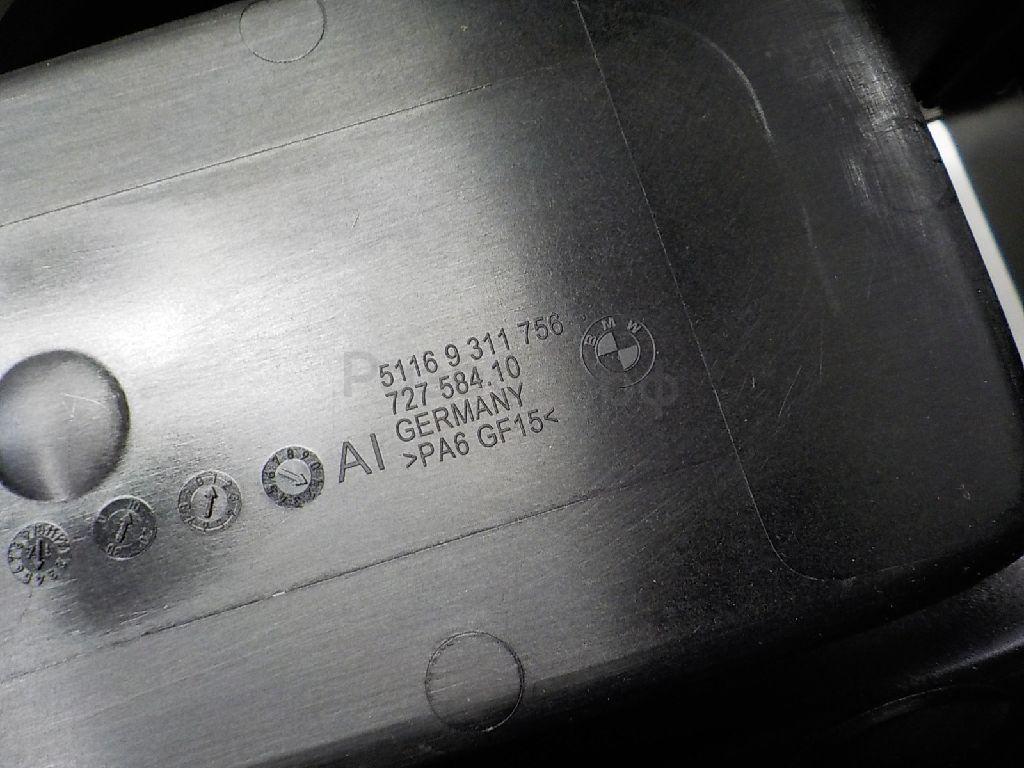 5116 9 311 756
727 584.10
GERMANY
>PA6 GF15<
AI
BMW